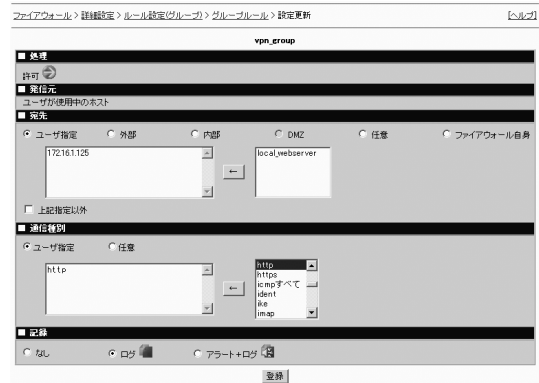 ファイアウォール > 詳細設定 > ルール設定(グループ) > グループルール > 設定更新 [ヘルプ]
vpn_group
■ 処理
許可
■ 発信元
ユーザが使用中のホスト
■ 宛先
ユーザ指定 外部 内部 DMZ 任意 ファイアウォール自身
172.16.1.125 ← local_webserver
上記指定以外
■ 通信種別
ユーザ指定 任意
http ← http
https
icmpすべて
ident
ike
imap
■ 記録
なし ログ アラート+ログ
登録